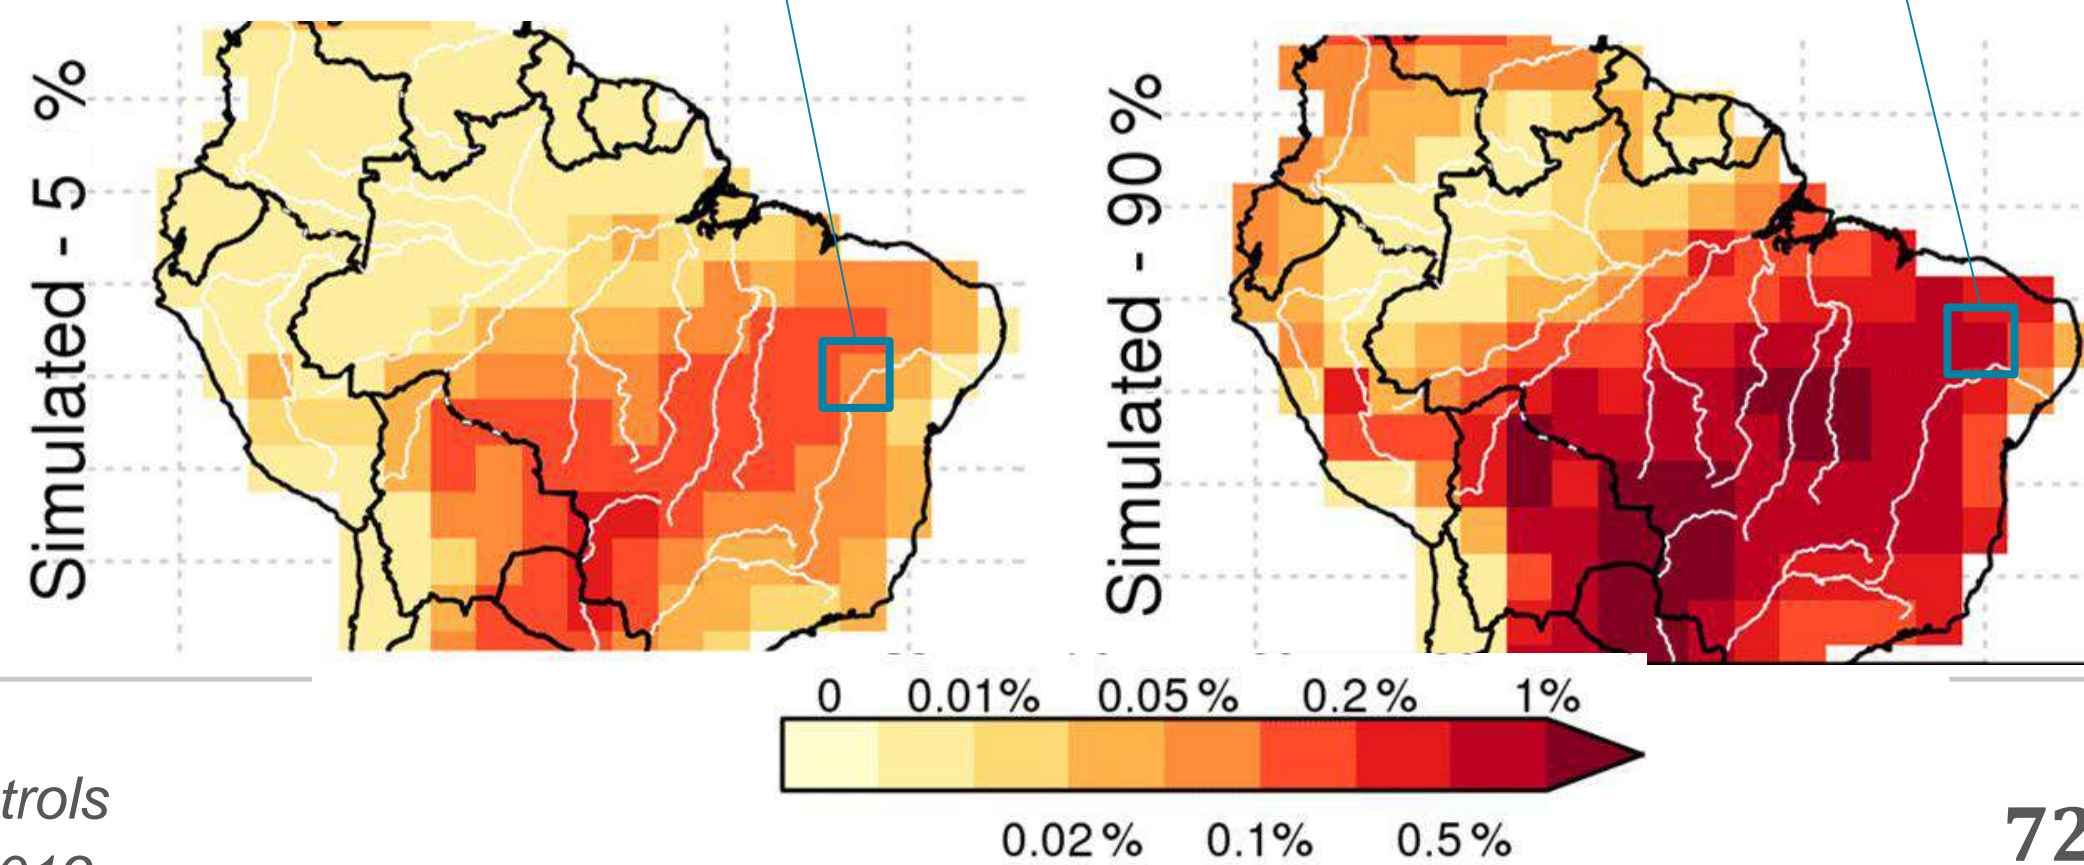 Simulated - 5 %
Simulated - 90 %
0 0.01% 0.05% 0.2% 1%
0.02% 0.1% 0.5%
trols
72